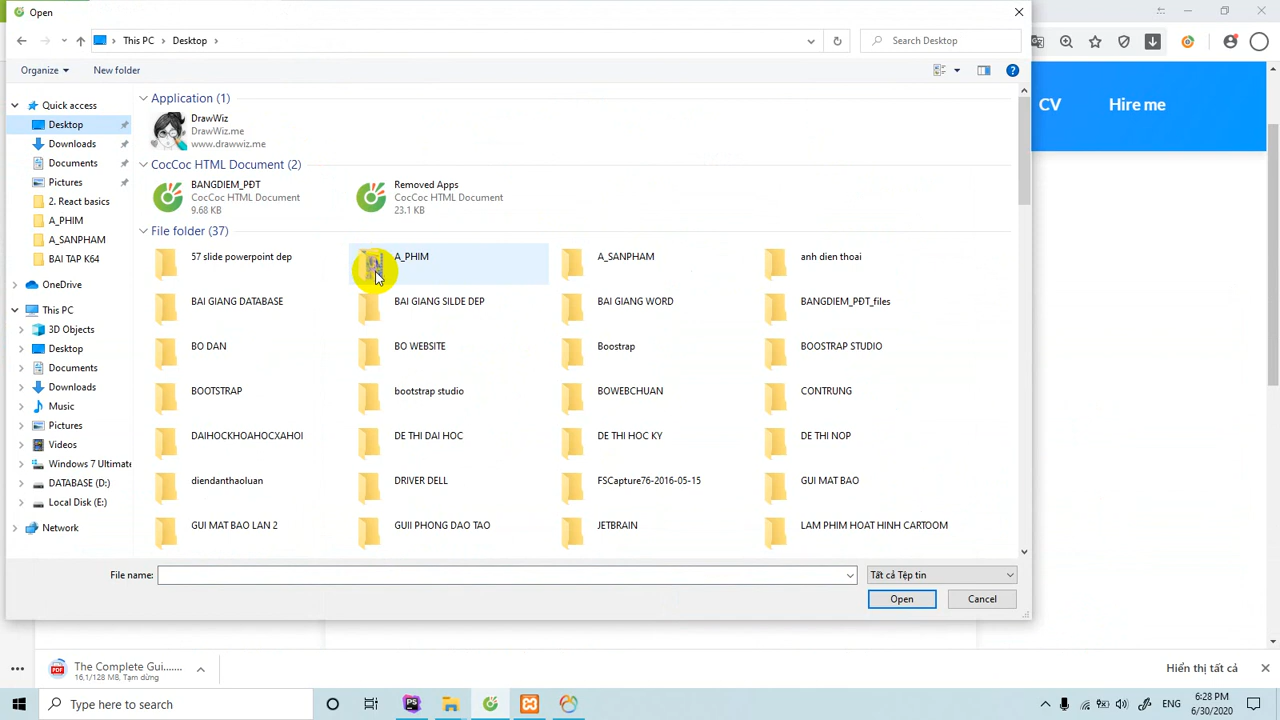 Open
This PC > Desktop >
Search Desktop
Organize
New folder
Quick access
Desktop
Downloads
Documents
Pictures
2. React basics
A_PHIM
A_SANPHAM
BAI TAP K64
OneDrive
This PC
3D Objects
Desktop
Documents
Downloads
Music
Pictures
Videos
Windows 7 Ultimate
DATABASE (D:)
Local Disk (E:)
Network
Application (1)
DrawWiz
DrawWiz.me
www.drawwiz.me
CocCoc HTML Document (2)
BANGDIEM_PĐT
CocCoc HTML Document
9.68 KB
Removed Apps
CocCoc HTML Document
23,1 KB
File folder (37)
57 slide powerpoint dep
A_PHIM
A_SANPHAM
anh dien thoai
BAI GIANG DATABASE
BAI GIANG SILDE DEP
BAI GIANG WORD
BANGDIEM_PĐT_files
BO DAN
BO WEBSITE
Boostrap
BOOSTRAP STUDIO
BOOTSTRAP
bootstrap studio
BOWEBCHUAN
CONTRUNG
DAIHOCKHOAHOCXAHOI
DE THI DAI HOC
DE THI HOC KY
DE THI NOP
diendanthaoluan
DRIVER DELL
FSCapture76-2016-05-15
GUI MAT BAO
GUI MAT BAO LAN 2
GUII PHONG DAO TAO
JETBRAIN
LAM PHIM HOAT HINH CARTOOM
File name:
Tất cả Tệp tin
Open
Cancel
CV
Hire me
The Complete Gui.......
16,1/128 MB, Tạm dừng
Hiển thị tất cả
Type here to search
ENG
6:28 PM
6/30/2020